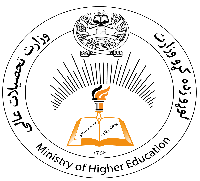 وزارت تحصیلات عالی
د لوړو زده کړو وزارت
Ministry of Higher Education